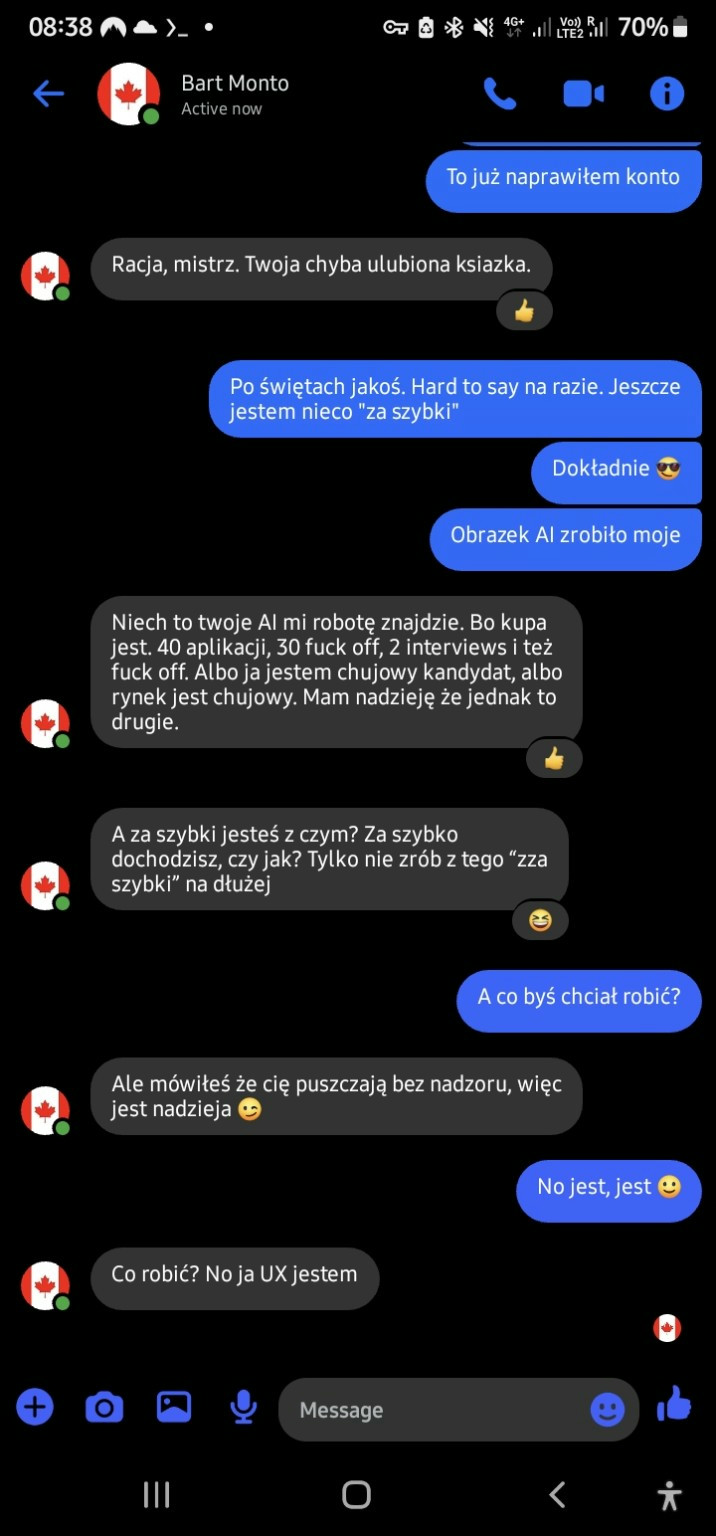 08:38
4G+
Vo))
R
LTE2
70%
Bart Monto
Active now
To już naprawiłem konto
Racja, mistrz. Twoja chyba ulubiona ksiazka.
👍
Po świętach jakoś. Hard to say na razie. Jeszcze
jestem nieco "za szybki"
Dokładnie 😎
Obrazek AI zrobiło moje
Niech to twoje AI mi robotę znajdzie. Bo kupa
jest. 40 aplikacji, 30 fuck off, 2 interviews i też
fuck off. Albo ja jestem chujowy kandydat, albo
rynek jest chujowy. Mam nadzieję że jednak to
drugie.
👍
A za szybki jesteś z czym? Za szybko
dochodzisz, czy jak? Tylko nie zrób z tego “zza
szybki” na dłużej
😆
A co byś chciał robić?
Ale mówiłeś że cię puszczają bez nadzoru, więc
jest nadzieja 😉
No jest, jest 🙂
Co robić? No ja UX jestem
Message